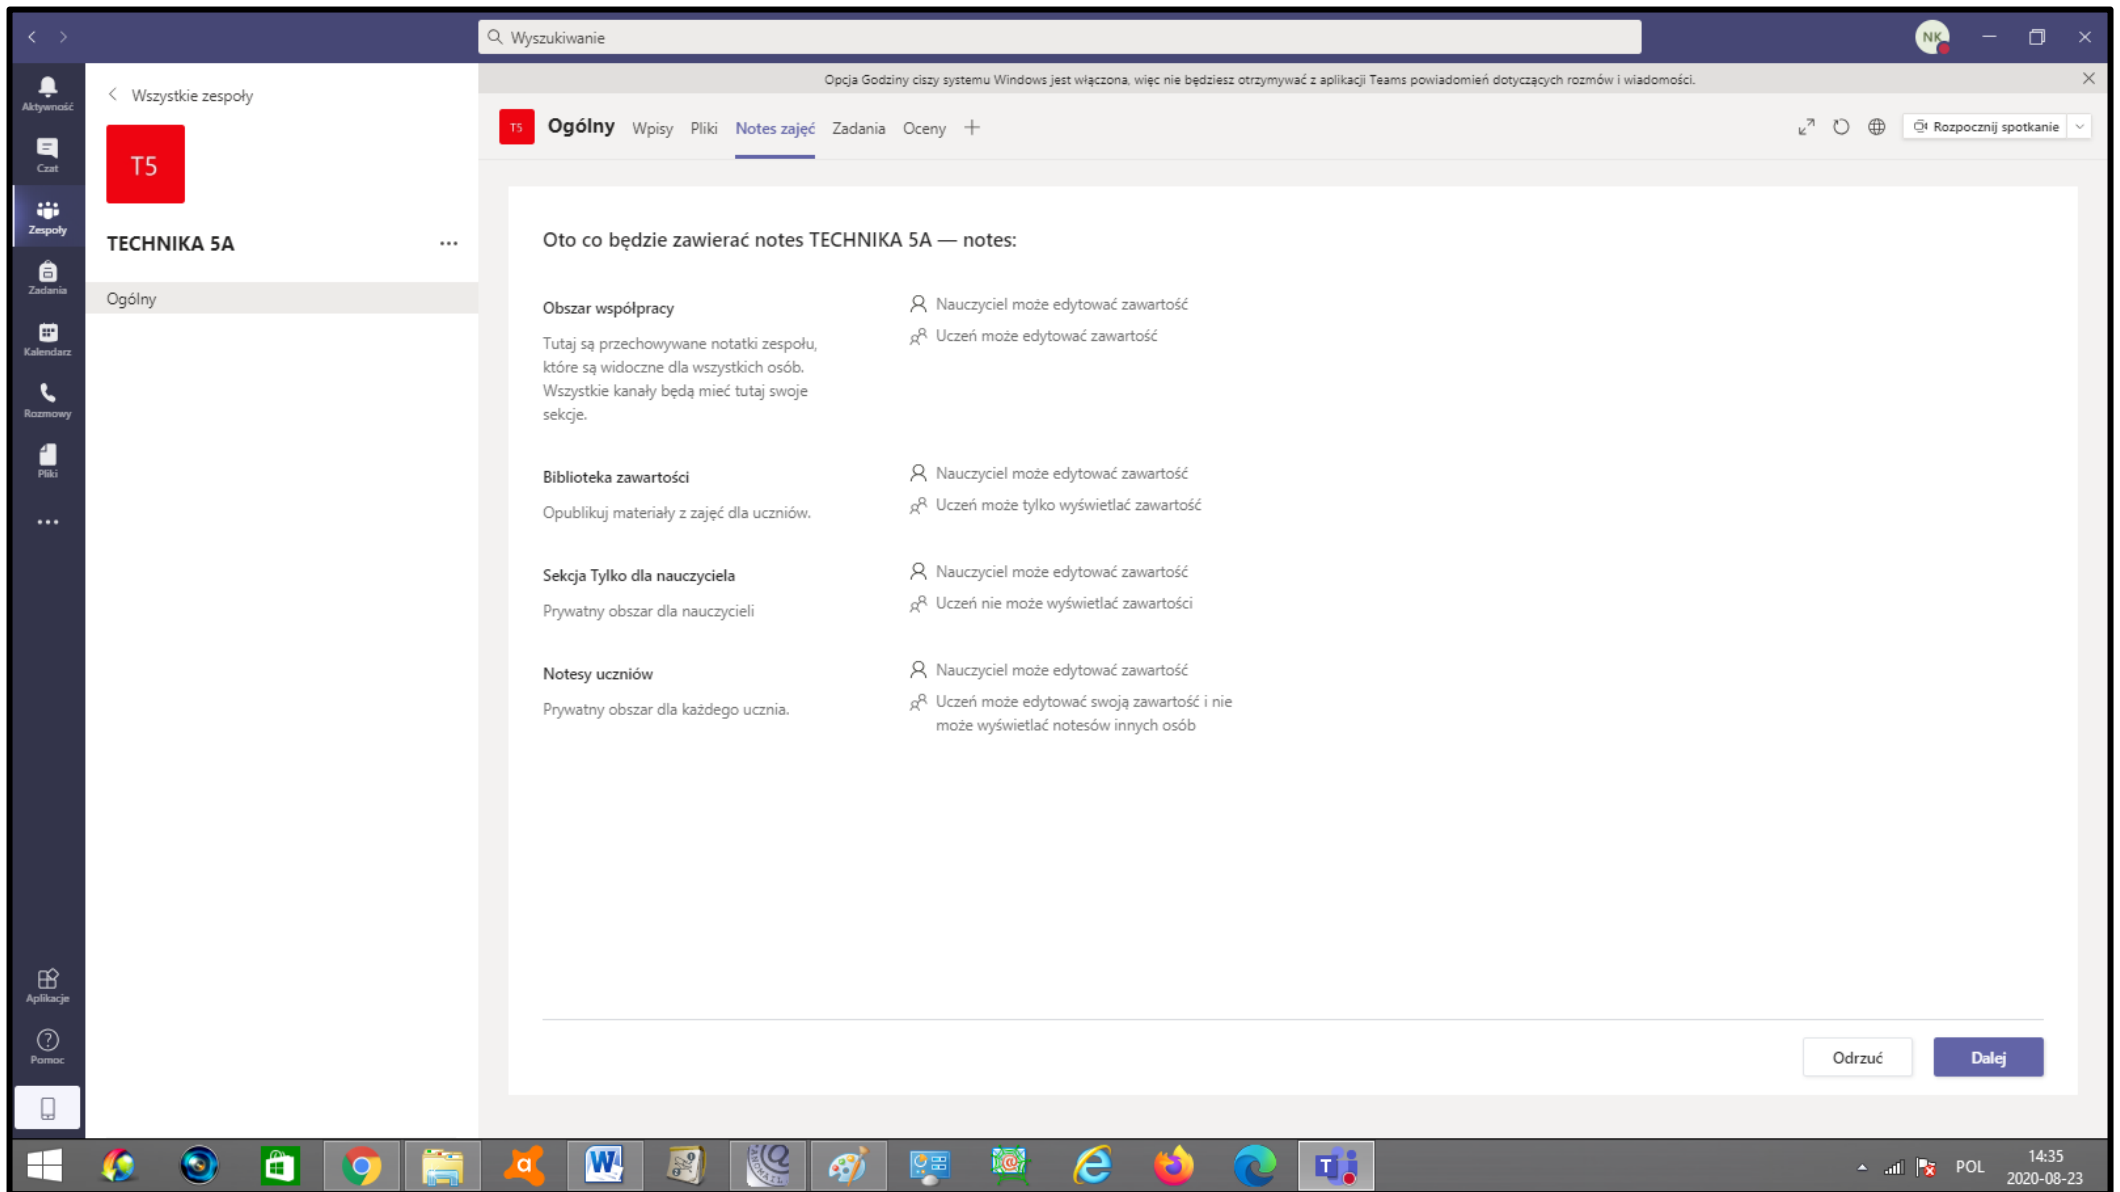 Wyszukiwanie
NK
Opcja Godziny ciszy systemu Windows jest włączona, więc nie będziesz otrzymywać z aplikacji Teams powiadomień dotyczących rozmów i wiadomości.
Aktywność
Czat
Zespoły
Zadania
Kalendarz
Rozmowy
Pliki
Aplikacje
Pomoc
Wszystkie zespoły
T5
TECHNIKA 5A
Ogólny
T5 Ogólny Wpisy Pliki Notes zajęć Zadania Oceny
Rozpocznij spotkanie
Oto co będzie zawierać notes TECHNIKA 5A — notes:
Obszar współpracy
Tutaj są przechowywane notatki zespołu,
które są widoczne dla wszystkich osób.
Wszystkie kanały będą mieć tutaj swoje
sekcje.
Nauczyciel może edytować zawartość
Uczeń może edytować zawartość
Biblioteka zawartości
Opublikuj materiały z zajęć dla uczniów.
Nauczyciel może edytować zawartość
Uczeń może tylko wyświetlać zawartość
Sekcja Tylko dla nauczyciela
Prywatny obszar dla nauczycieli
Nauczyciel może edytować zawartość
Uczeń nie może wyświetlać zawartości
Notesy uczniów
Prywatny obszar dla każdego ucznia.
Nauczyciel może edytować zawartość
Uczeń może edytować swoją zawartość i nie
może wyświetlać notesów innych osób
Odrzuć
Dalej
POL
14:35
2020-08-23